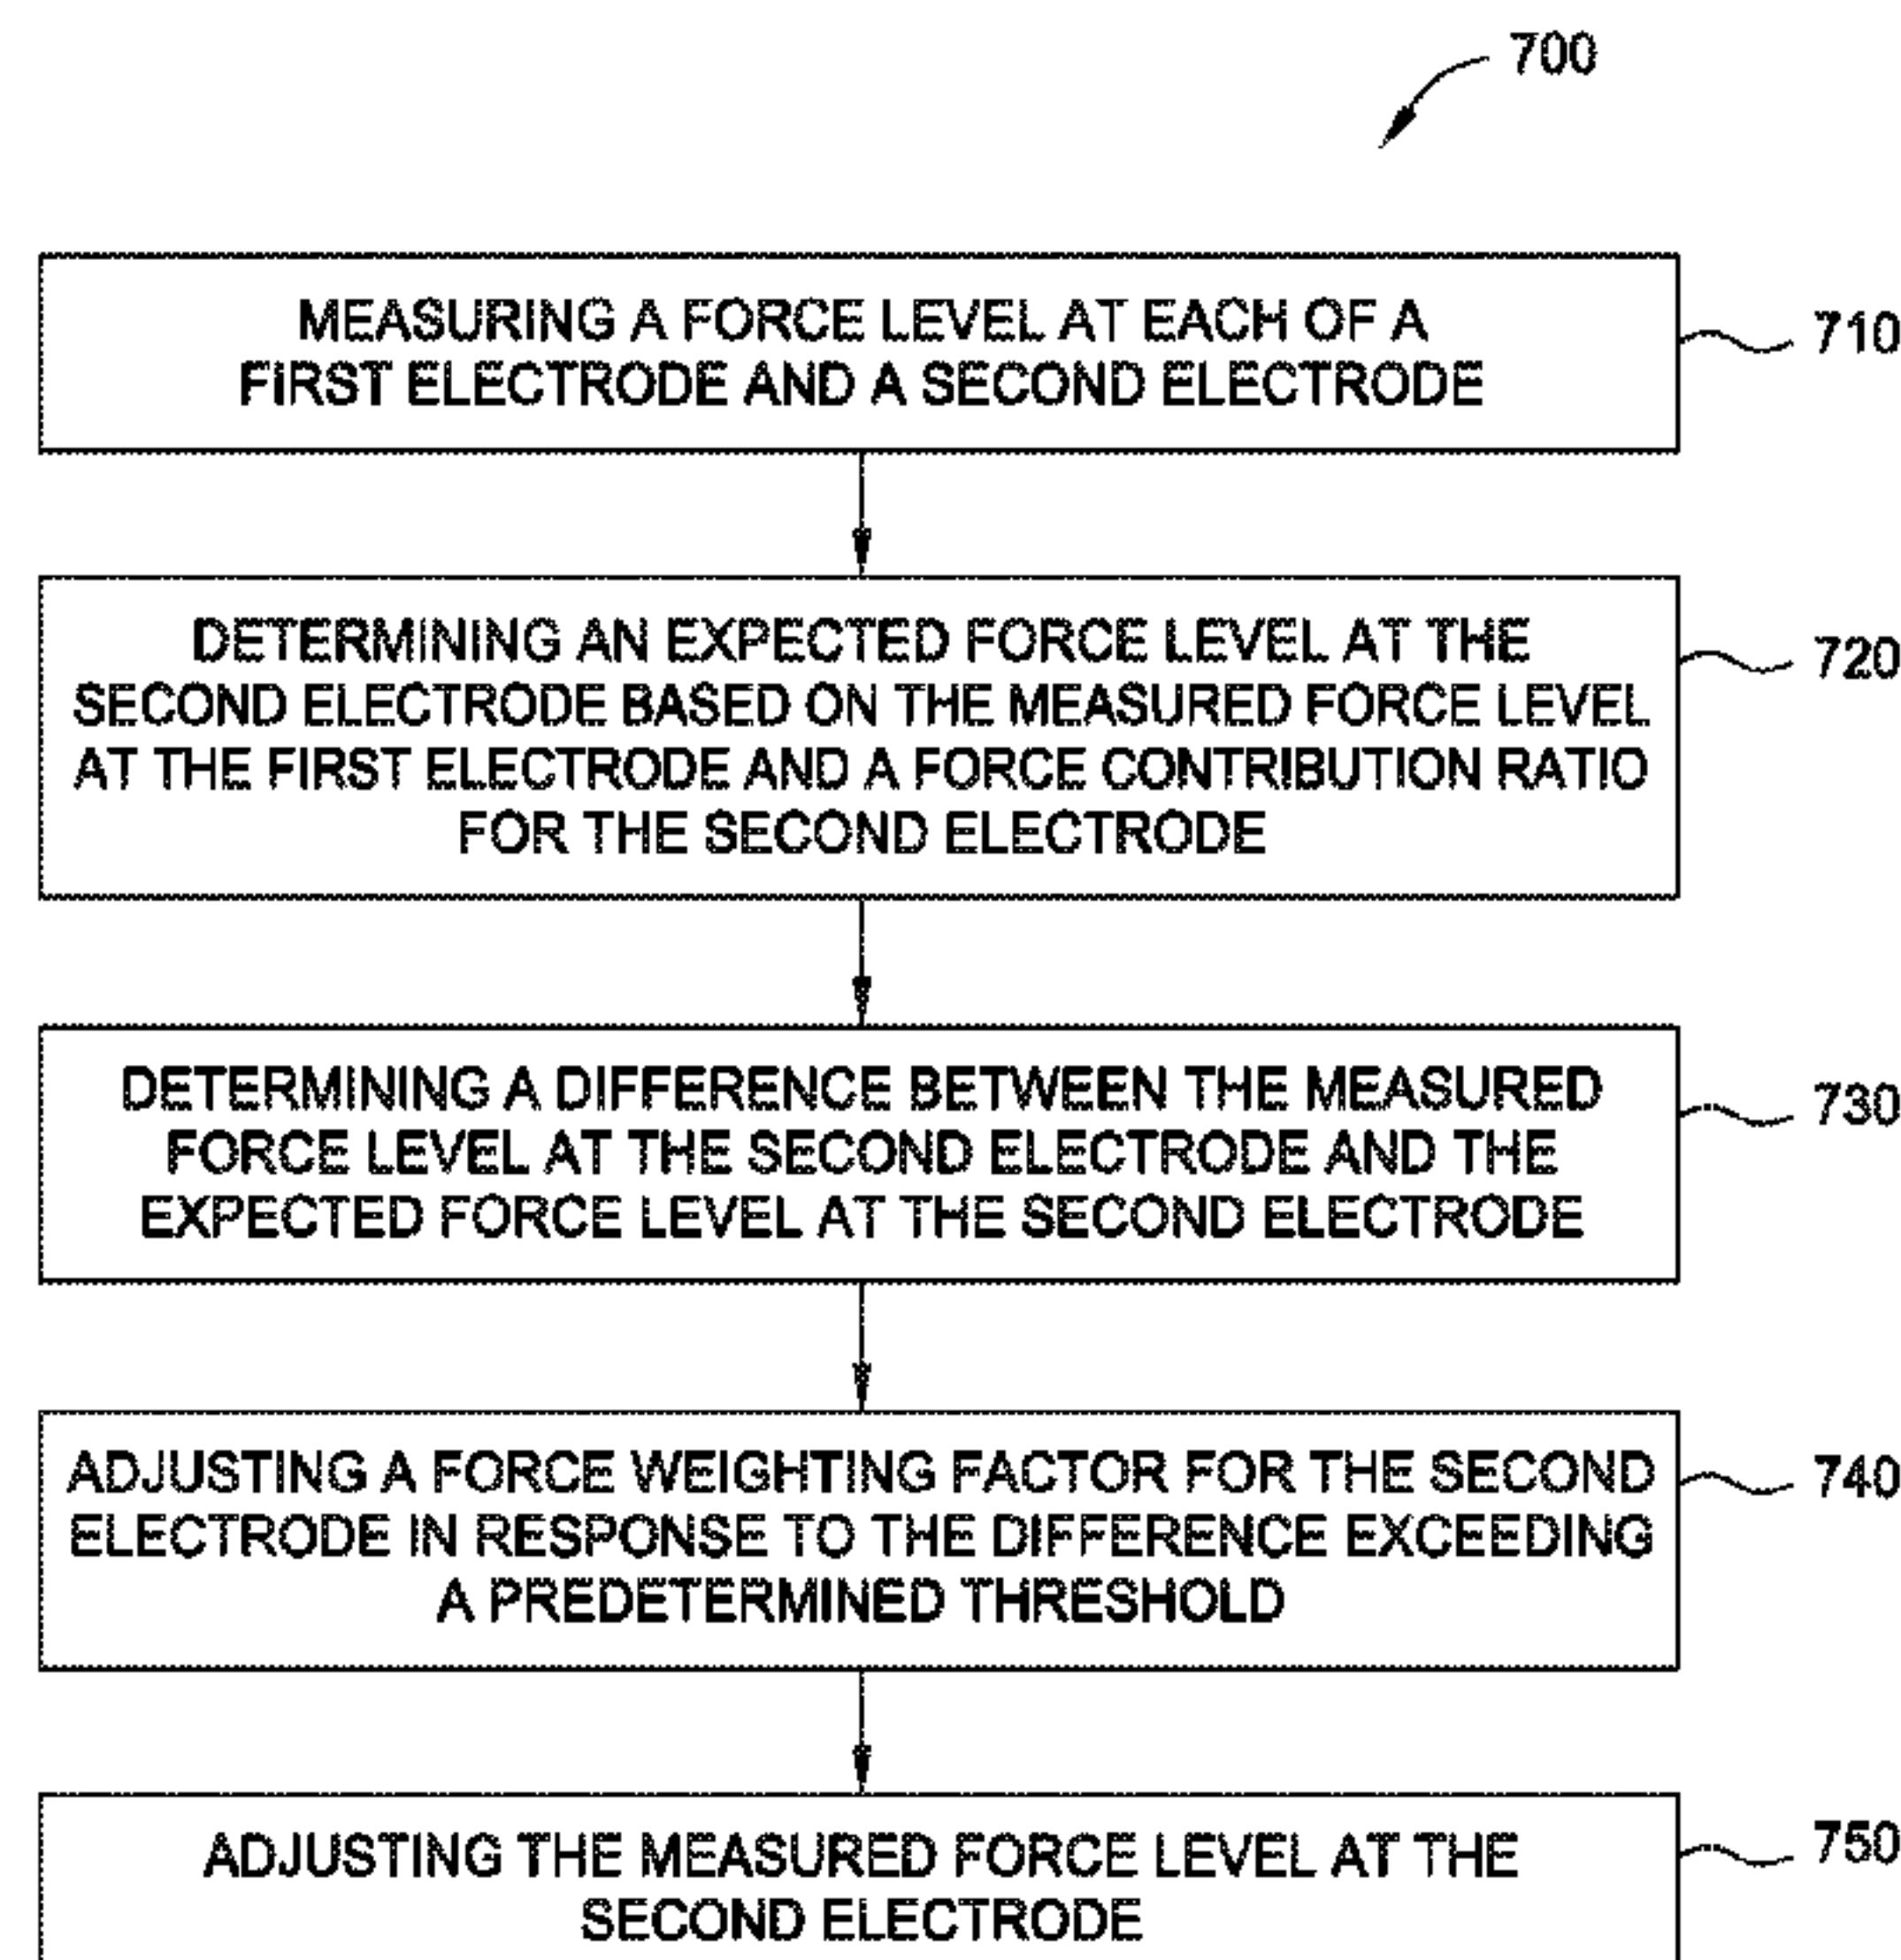 700
MEASURING A FORCE LEVEL AT EACH OF A
FIRST ELECTRODE AND A SECOND ELECTRODE
710
DETERMINING AN EXPECTED FORCE LEVEL AT THE
SECOND ELECTRODE BASED ON THE MEASURED FORCE LEVEL
AT THE FIRST ELECTRODE AND A FORCE CONTRIBUTION RATIO
FOR THE SECOND ELECTRODE
720
DETERMINING A DIFFERENCE BETWEEN THE MEASURED
FORCE LEVEL AT THE SECOND ELECTRODE AND THE
EXPECTED FORCE LEVEL AT THE SECOND ELECTRODE
730
ADJUSTING A FORCE WEIGHTING FACTOR FOR THE SECOND
ELECTRODE IN RESPONSE TO THE DIFFERENCE EXCEEDING
A PREDETERMINED THRESHOLD
740
ADJUSTING THE MEASURED FORCE LEVEL AT THE
SECOND ELECTRODE
750